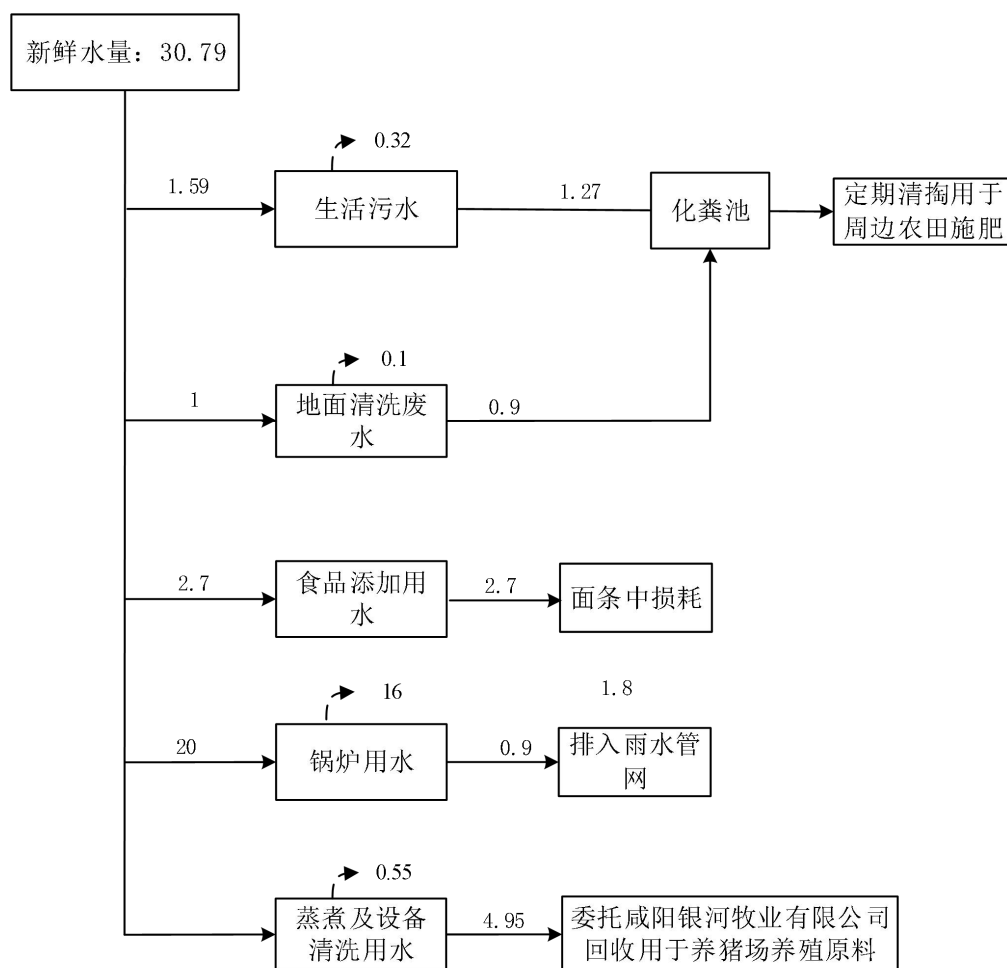 新鲜水量：30.79
0.32
1.59
生活污水
1.27
化粪池
定期清掏用于
周边农田施肥
0.1
1
地面清洗废
水
0.9
2.7
食品添加用
水
2.7
面条中损耗
16
1.8
20
锅炉用水
0.9
排入雨水管
网
0.55
蒸煮及设备
清洗用水
4.95
委托咸阳银河牧业有限公司
回收用于养猪场养殖原料